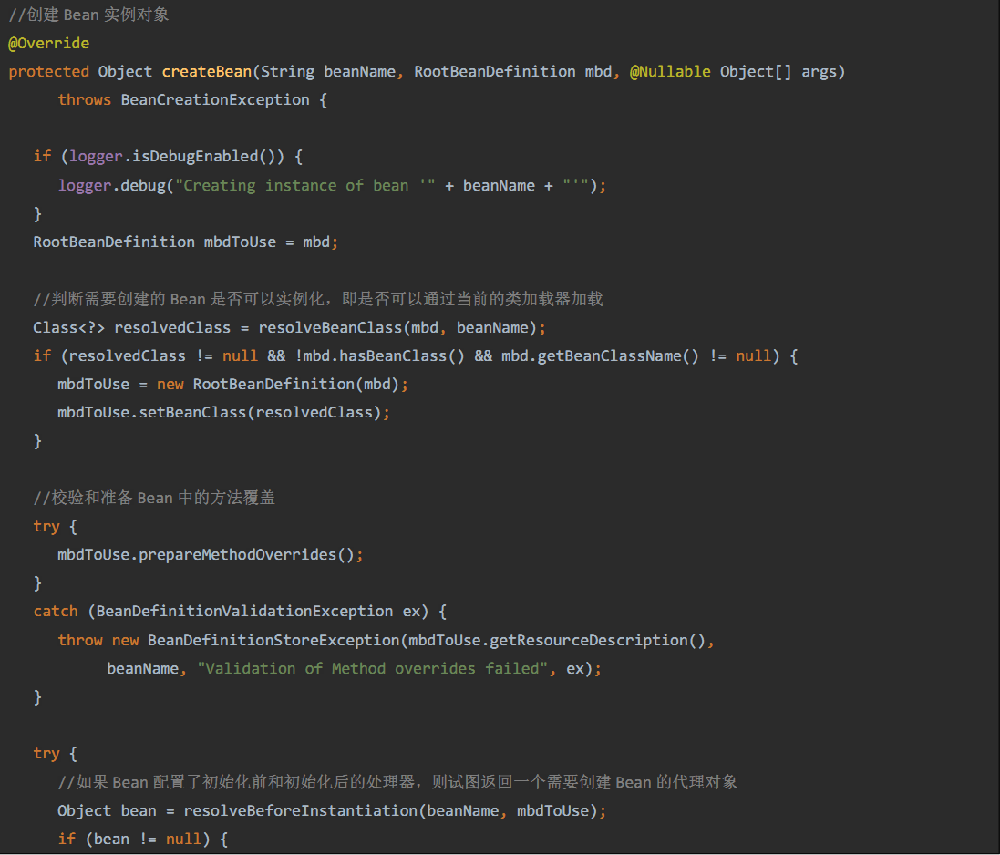 //创建 Bean 实例对象
@Override
protected Object createBean(String beanName, RootBeanDefinition mbd, @Nullable Object[] args)
      throws BeanCreationException {

   if (logger.isDebugEnabled()) {
      logger.debug("Creating instance of bean '" + beanName + "'");
   }
   RootBeanDefinition mbdToUse = mbd;

   //判断需要创建的 Bean 是否可以实例化，即是否可以通过当前的类加载器加载
   Class<?> resolvedClass = resolveBeanClass(mbd, beanName);
   if (resolvedClass != null && !mbd.hasBeanClass() && mbd.getBeanClassName() != null) {
      mbdToUse = new RootBeanDefinition(mbd);
      mbdToUse.setBeanClass(resolvedClass);
   }

   //校验和准备 Bean 中的方法覆盖
   try {
      mbdToUse.prepareMethodOverrides();
   }
   catch (BeanDefinitionValidationException ex) {
      throw new BeanDefinitionStoreException(mbdToUse.getResourceDescription(),
            beanName, "Validation of Method overrides failed", ex);
   }

   try {
      //如果 Bean 配置了初始化前和初始化后的处理器，则试图返回一个需要创建 Bean 的代理对象
      Object bean = resolveBeforeInstantiation(beanName, mbdToUse);
      if (bean != null) {